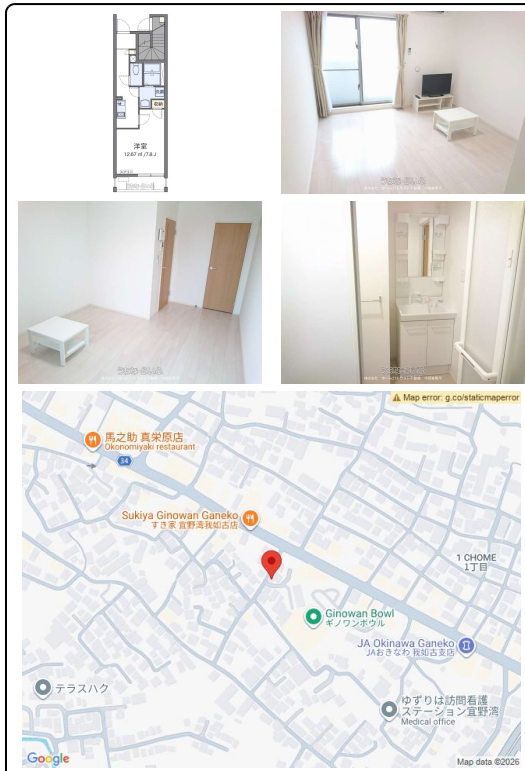 洋室
12.67㎡/7.8J
収納
Map error: g.co/staticmaperror
馬之助 真栄原店
Okonomiyaki restaurant
34
Sukiya Ginowan Ganeko
すき家 宜野湾我如古店
1 CHOME
1丁目
Ginowan Bowl
ギノワンボウル
JA Okinawa Ganeko
JAおきなわ 我如古支店
テラスハク
ゆずりは訪問看護
ステーション宜野湾
Medical office
Google
Map data ©2026